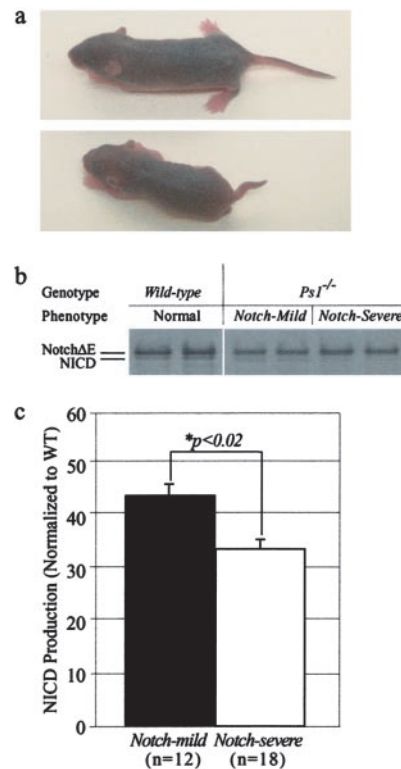 a
b
Genotype Wild-type Ps1-/-
Phenotype Normal Notch-Mild Notch-Severe
NotchΔE
NICD
c
NICD Production (Normalized to WT)
60
50
40
30
20
10
0
*p<0.02
Notch-mild Notch-severe
(n=12) (n=18)